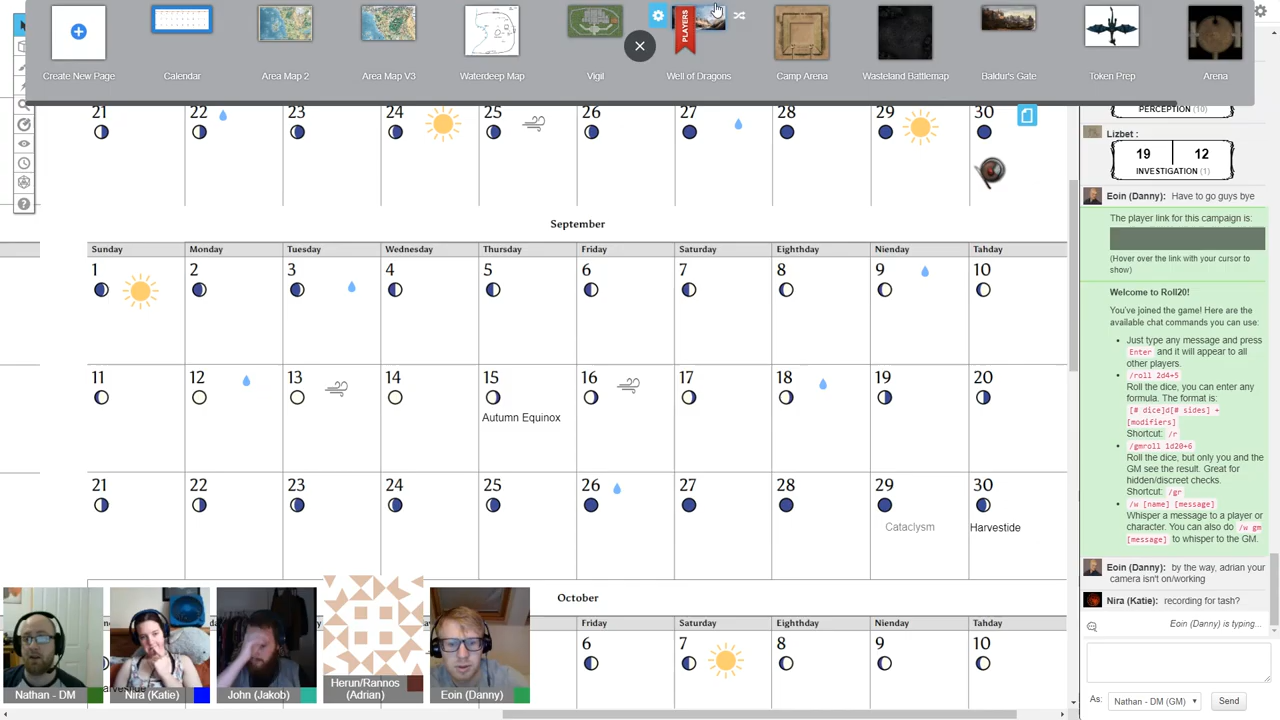 PLAYERS
Create New Page
Calendar
Area Map 2
Area Map V3
Waterdeep Map
Vigil
Well of Dragons
Camp Arena
Wasteland Battlemap
Baldur's Gate
Token Prep
Arena
21 22 23 24 25 26 27 28 29 30
September
Sunday Monday Tuesday Wednesday Thursday Friday Saturday Eighthday Nienday Tahday
1 2 3 4 5 6 7 8 9 10
11 12 13 14 15 16 17 18 19 20
Autumn Equinox
21 22 23 24 25 26 27 28 29 30
Cataclysm Harvestide
October
Friday Saturday Eighthday Nienday Tahday
6 7 8 9 10
Nathan - DM
Nira (Katie)
John (Jakob)
Herun/Rannos
(Adrian)
Eoin (Danny)
PERCEPTION (10)
Lizbet :
19 12
INVESTIGATION (1)
Eoin (Danny): Have to go guys bye
The player link for this campaign is:
(Hover over the link with your cursor to
show)
Welcome to Roll20!
You've joined the game! Here are the
available chat commands you can use:
Just type any message and press
Enter and it will appear to all
other players.
/roll 2d4+5
Roll the dice, you can enter any
formula. The format is:
[# dice]d[# sides] +
[modifiers]
Shortcut: /r
/gmroll 1d20+6
Roll the dice, but only you and the
GM see the result. Great for
hidden/discreet checks.
Shortcut: /gr
/w [name] [message]
Whisper a message to a player or
character. You can also do /w gm
[message] to whisper to the GM.
Eoin (Danny): by the way, adrian your
camera isn't on/working
Nira (Katie): recording for tash?
Eoin (Danny) is typing...
As: Nathan - DM (GM) Send